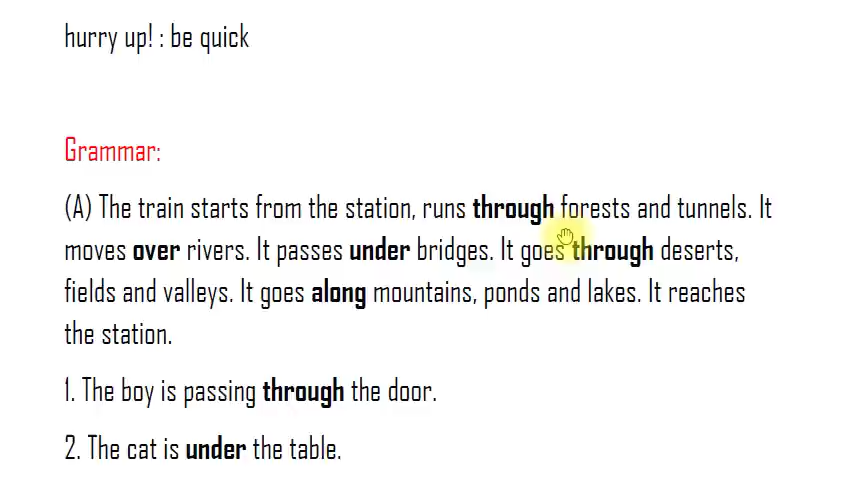 hurry up! : be quick
Grammar:
(A) The train starts from the station, runs through forests and tunnels. It
moves over rivers. It passes under bridges. It goes through deserts,
fields and valleys. It goes along mountains, ponds and lakes. It reaches
the station.
1. The boy is passing through the door.
2. The cat is under the table.